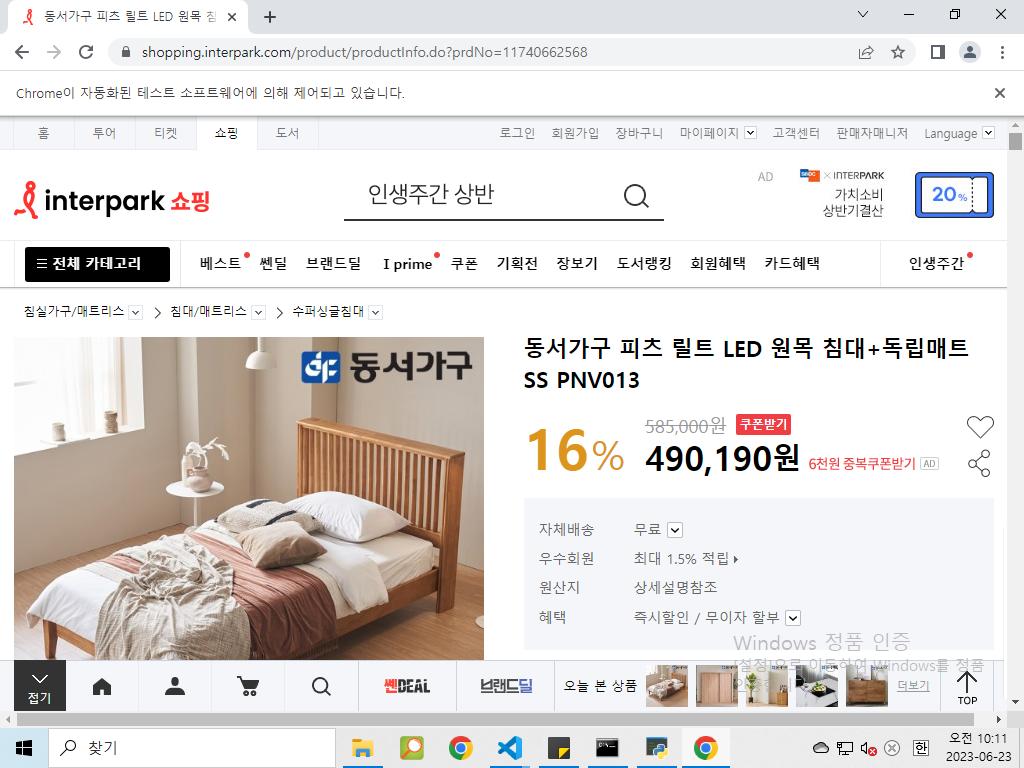 동서가구 피츠 릴트 LED 원목 침
shopping.interpark.com/product/productInfo.do?prdNo=11740662568
Chrome이 자동화된 테스트 소프트웨어에 의해 제어되고 있습니다.
홈 투어 티켓 쇼핑 도서 로그인 회원가입 장바구니 마이페이지 고객센터 판매자매니저 Language
interpark 쇼핑 인생주간 상반 AD × INTERPARK
가치소비
상반기결산
20%
전체 카테고리 베스트 쎈딜 브랜드딜 I prime 쿠폰 기획전 장보기 도서랭킹 회원혜택 카드혜택 인생주간
침실가구/매트리스 침대/매트리스 수퍼싱글침대
동서가구
동서가구 피츠 릴트 LED 원목 침대+독립매트
SS PNV013
16% 585,000원 쿠폰받기
490,190원 6천원 중복쿠폰받기 AD
자체배송 무료
우수회원 최대 1.5% 적립
원산지 상세설명참조
혜택 즉시할인 / 무이자 할부
Windows 정품 인증
[설정]으로 이동하여 Windows를 정품
접기 쎈DEAL 브랜드딜 오늘 본 상품 더보기 TOP
찾기 한 오전 10:11
2023-06-23